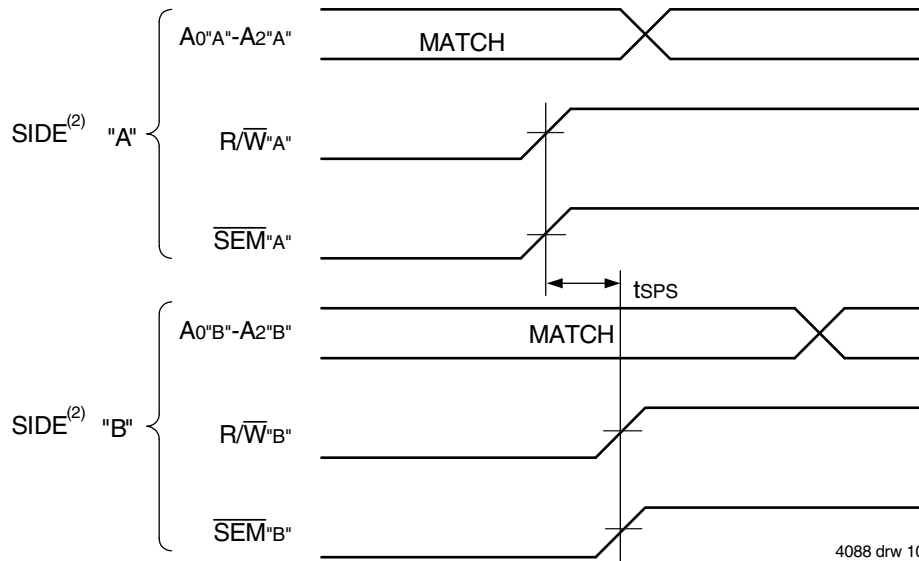 A0"A"-A2"A"
MATCH
SIDE(2) "A"
R/W"A"
SEM"A"
tSPS
A0"B"-A2"B"
MATCH
SIDE(2) "B"
R/W"B"
SEM"B"
4088 drw 10